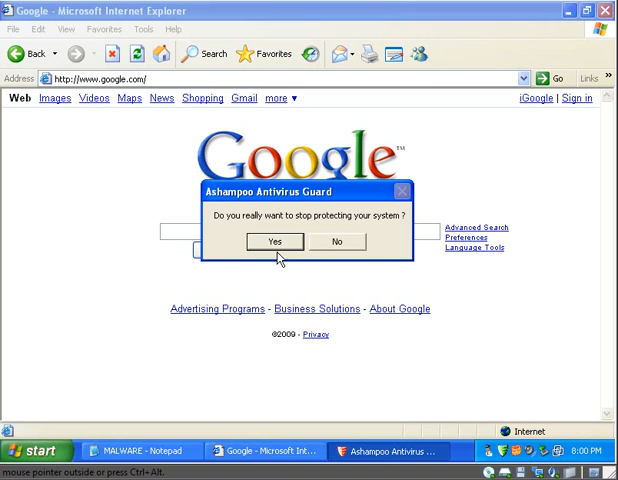 Google - Microsoft Internet Explorer
File Edit View Favorites Tools Help
Back Search Favorites
Address http://www.google.com/ Go Links »
Web Images Videos Maps News Shopping Gmail more ▼ iGoogle | Sign in
Google™
Ashampoo Antivirus Guard
Do you really want to stop protecting your system ?
Yes No
Advanced Search
Preferences
Language Tools
Advertising Programs - Business Solutions - About Google
©2009 - Privacy
Internet
start MALWARE - Notepad Google - Microsoft Int... Ashampoo Antivirus ... 8:00 PM
mouse pointer outside or press Ctrl+Alt.